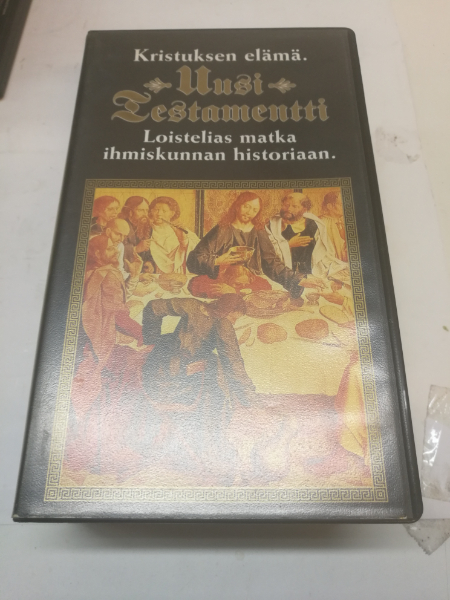 Kristuksen elämä.
Uusi
Testamentti
Loistelias matka
ihmiskunnan historiaan.